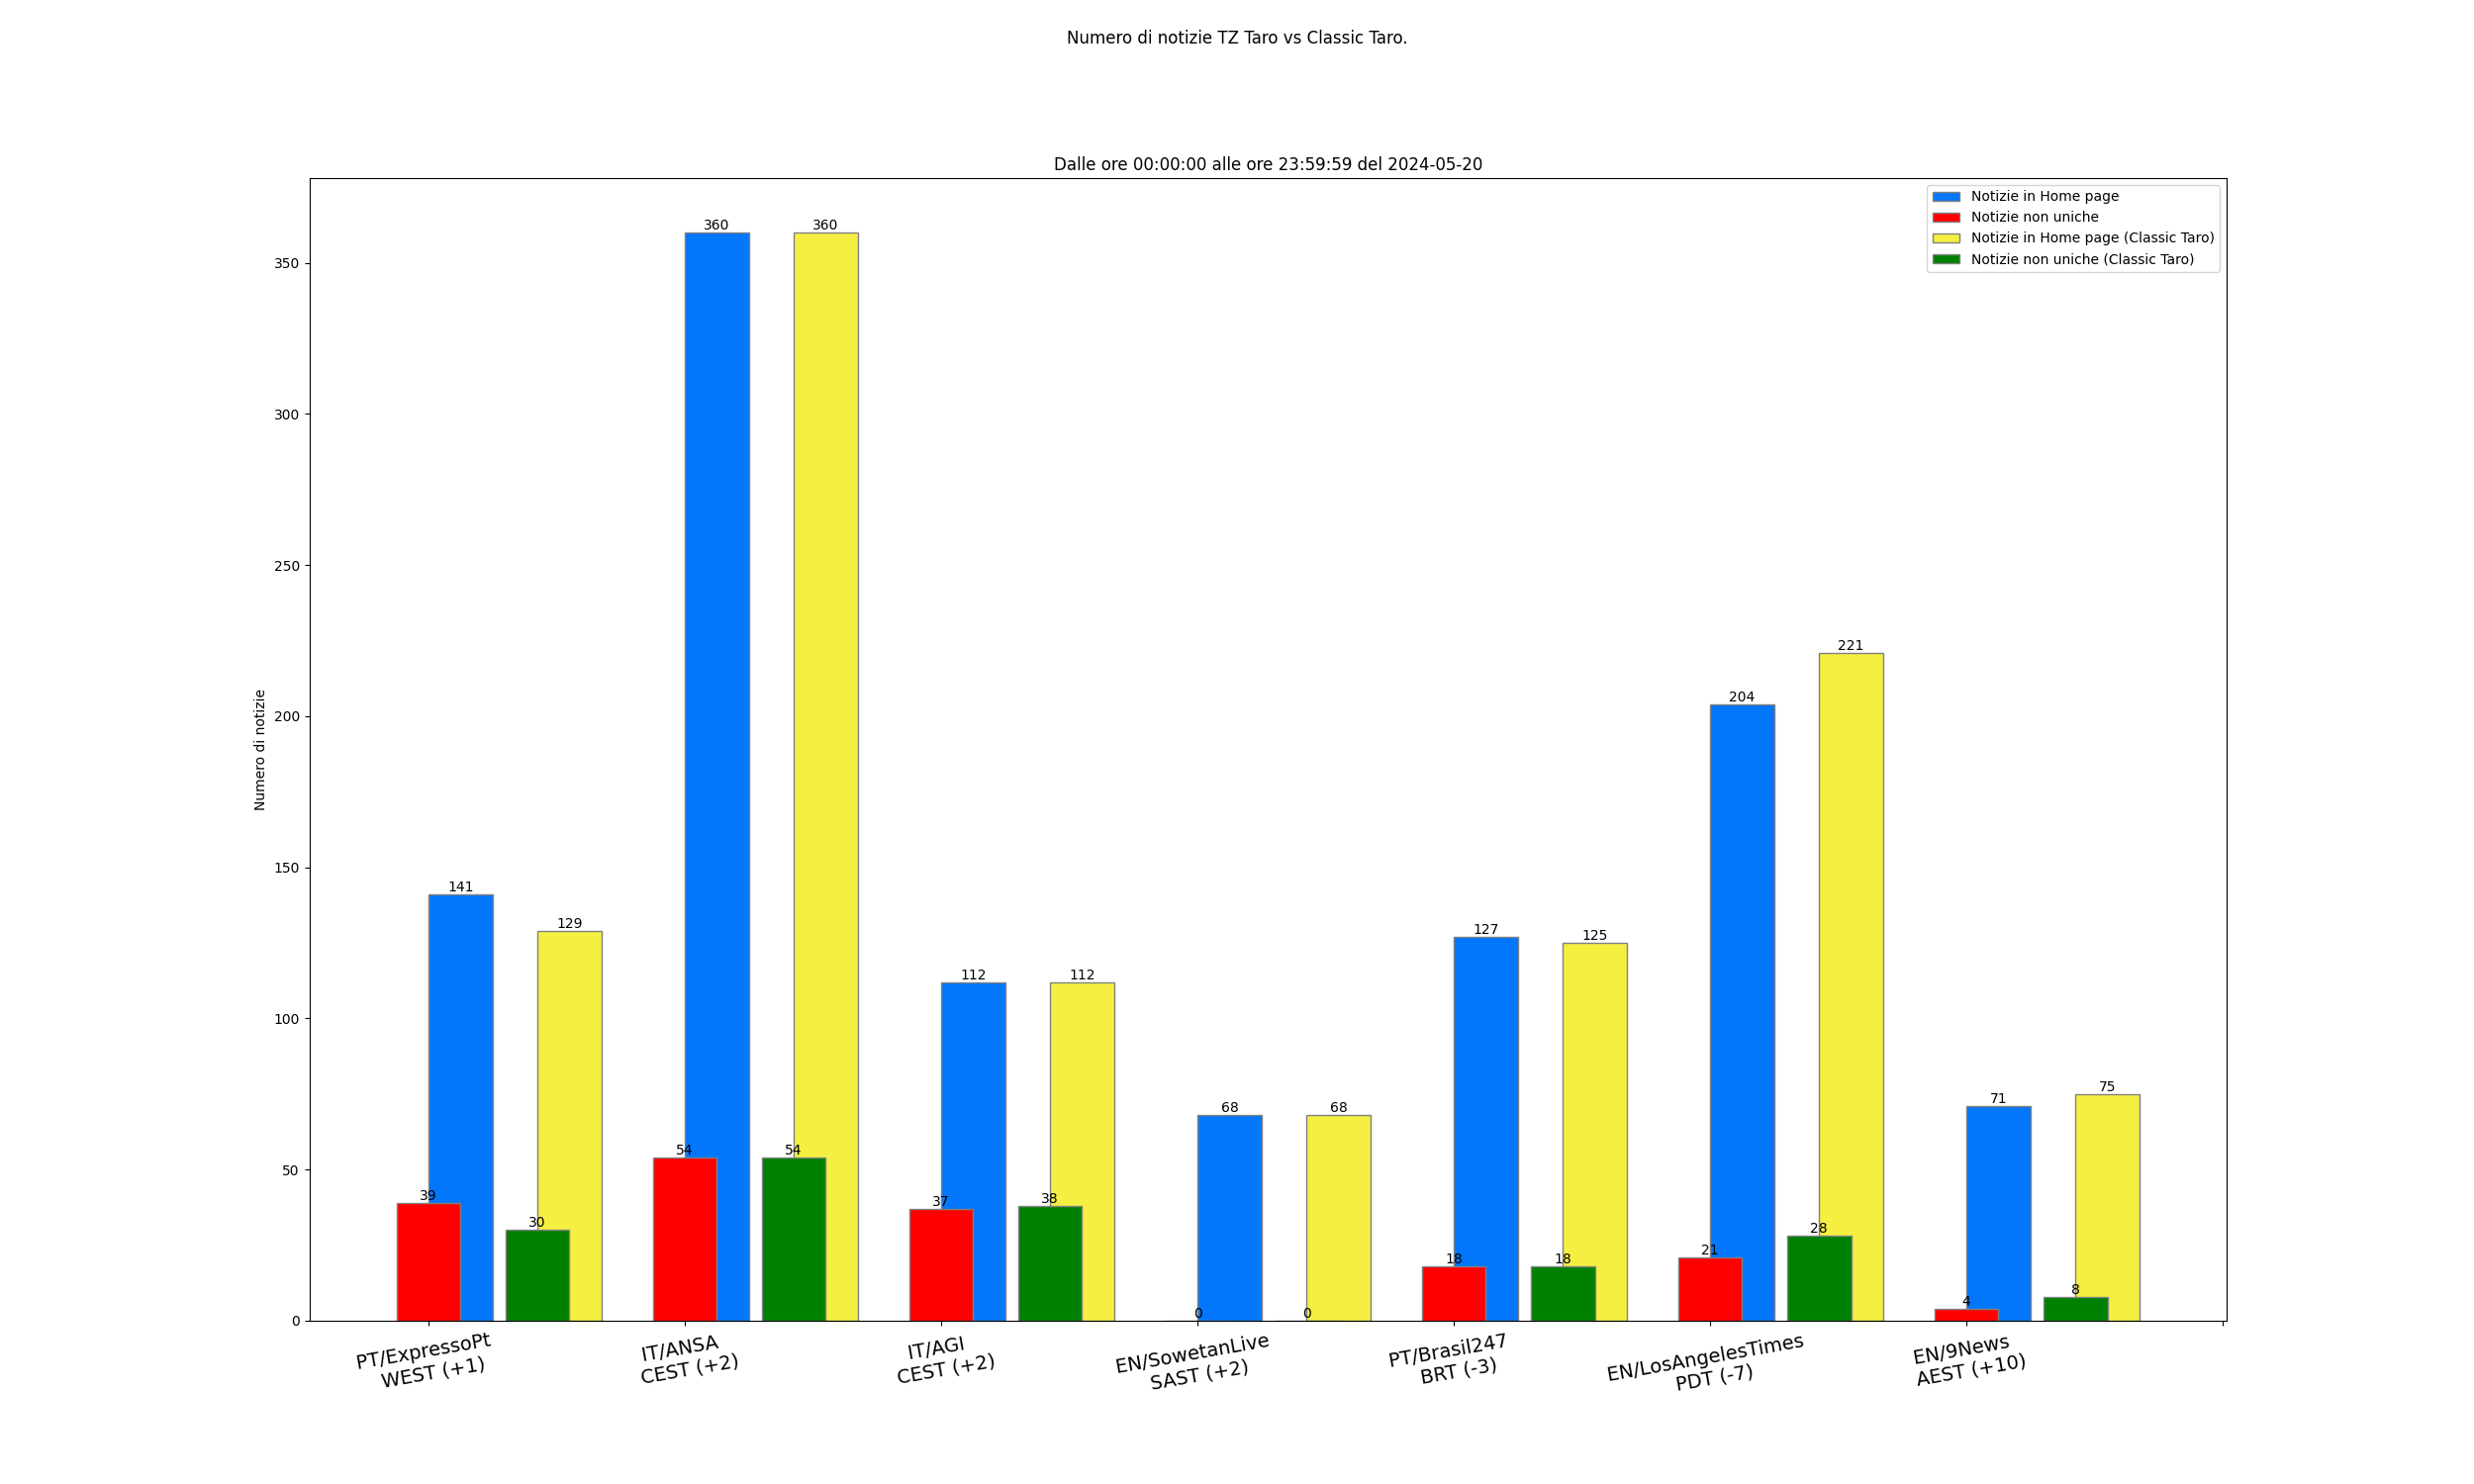 Numero di notizie TZ Taro vs Classic Taro.
Dalle ore 00:00:00 alle ore 23:59:59 del 2024-05-20
Notizie in Home page
Notizie non uniche
Notizie in Home page (Classic Taro)
Notizie non uniche (Classic Taro)
Numero di notizie
350
300
250
200
150
100
50
0
141
39
129
30
360
54
360
54
112
37
112
38
68
0
68
0
127
18
125
18
204
21
221
28
71
4
75
8
PT/ExpressoPt
WEST (+1)
IT/ANSA
CEST (+2)
IT/AGI
CEST (+2)
EN/SowetanLive
SAST (+2)
PT/Brasil247
BRT (-3)
EN/LosAngelesTimes
PDT (-7)
EN/9News
AEST (+10)